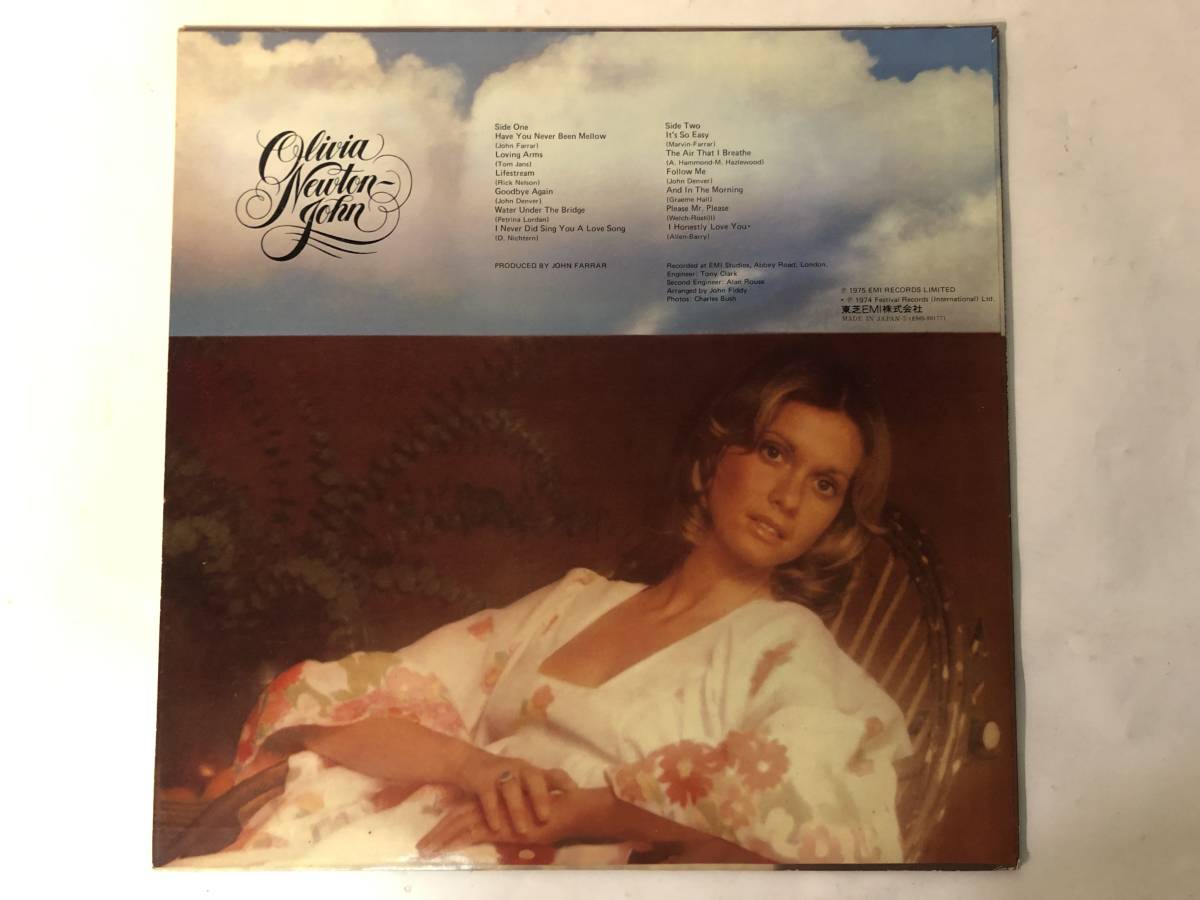 Olivia
Newton-
John
Side One
Have You Never Been Mellow
(John Farrar)
Loving Arms
(Tom Jans)
Lifestream
(Rick Nelson)
Goodbye Again
(John Denver)
Water Under The Bridge
(Petrina Lordan)
I Never Did Sing You A Love Song
(D. Nichtern)
PRODUCED BY JOHN FARRAR
Side Two
It's So Easy
(Marvin-Farrar)
The Air That I Breathe
(A. Hammond-M. Hazlewood)
Follow Me
(John Denver)
And In The Morning
(Graeme Hall)
Please Mr. Please
(Welch-Rostill)
I Honestly Love You•
(Allen-Barry)
Recorded at EMI Studios, Abbey Road, London.
Engineer: Tony Clark
Second Engineer: Alan Rouse
Arranged by John Fiddy
Photos: Charles Bush
℗ 1975 EMI RECORDS LIMITED
• ℗ 1974 Festival Records (International) Ltd.
東芝EMI株式会社
MADE IN JAPAN